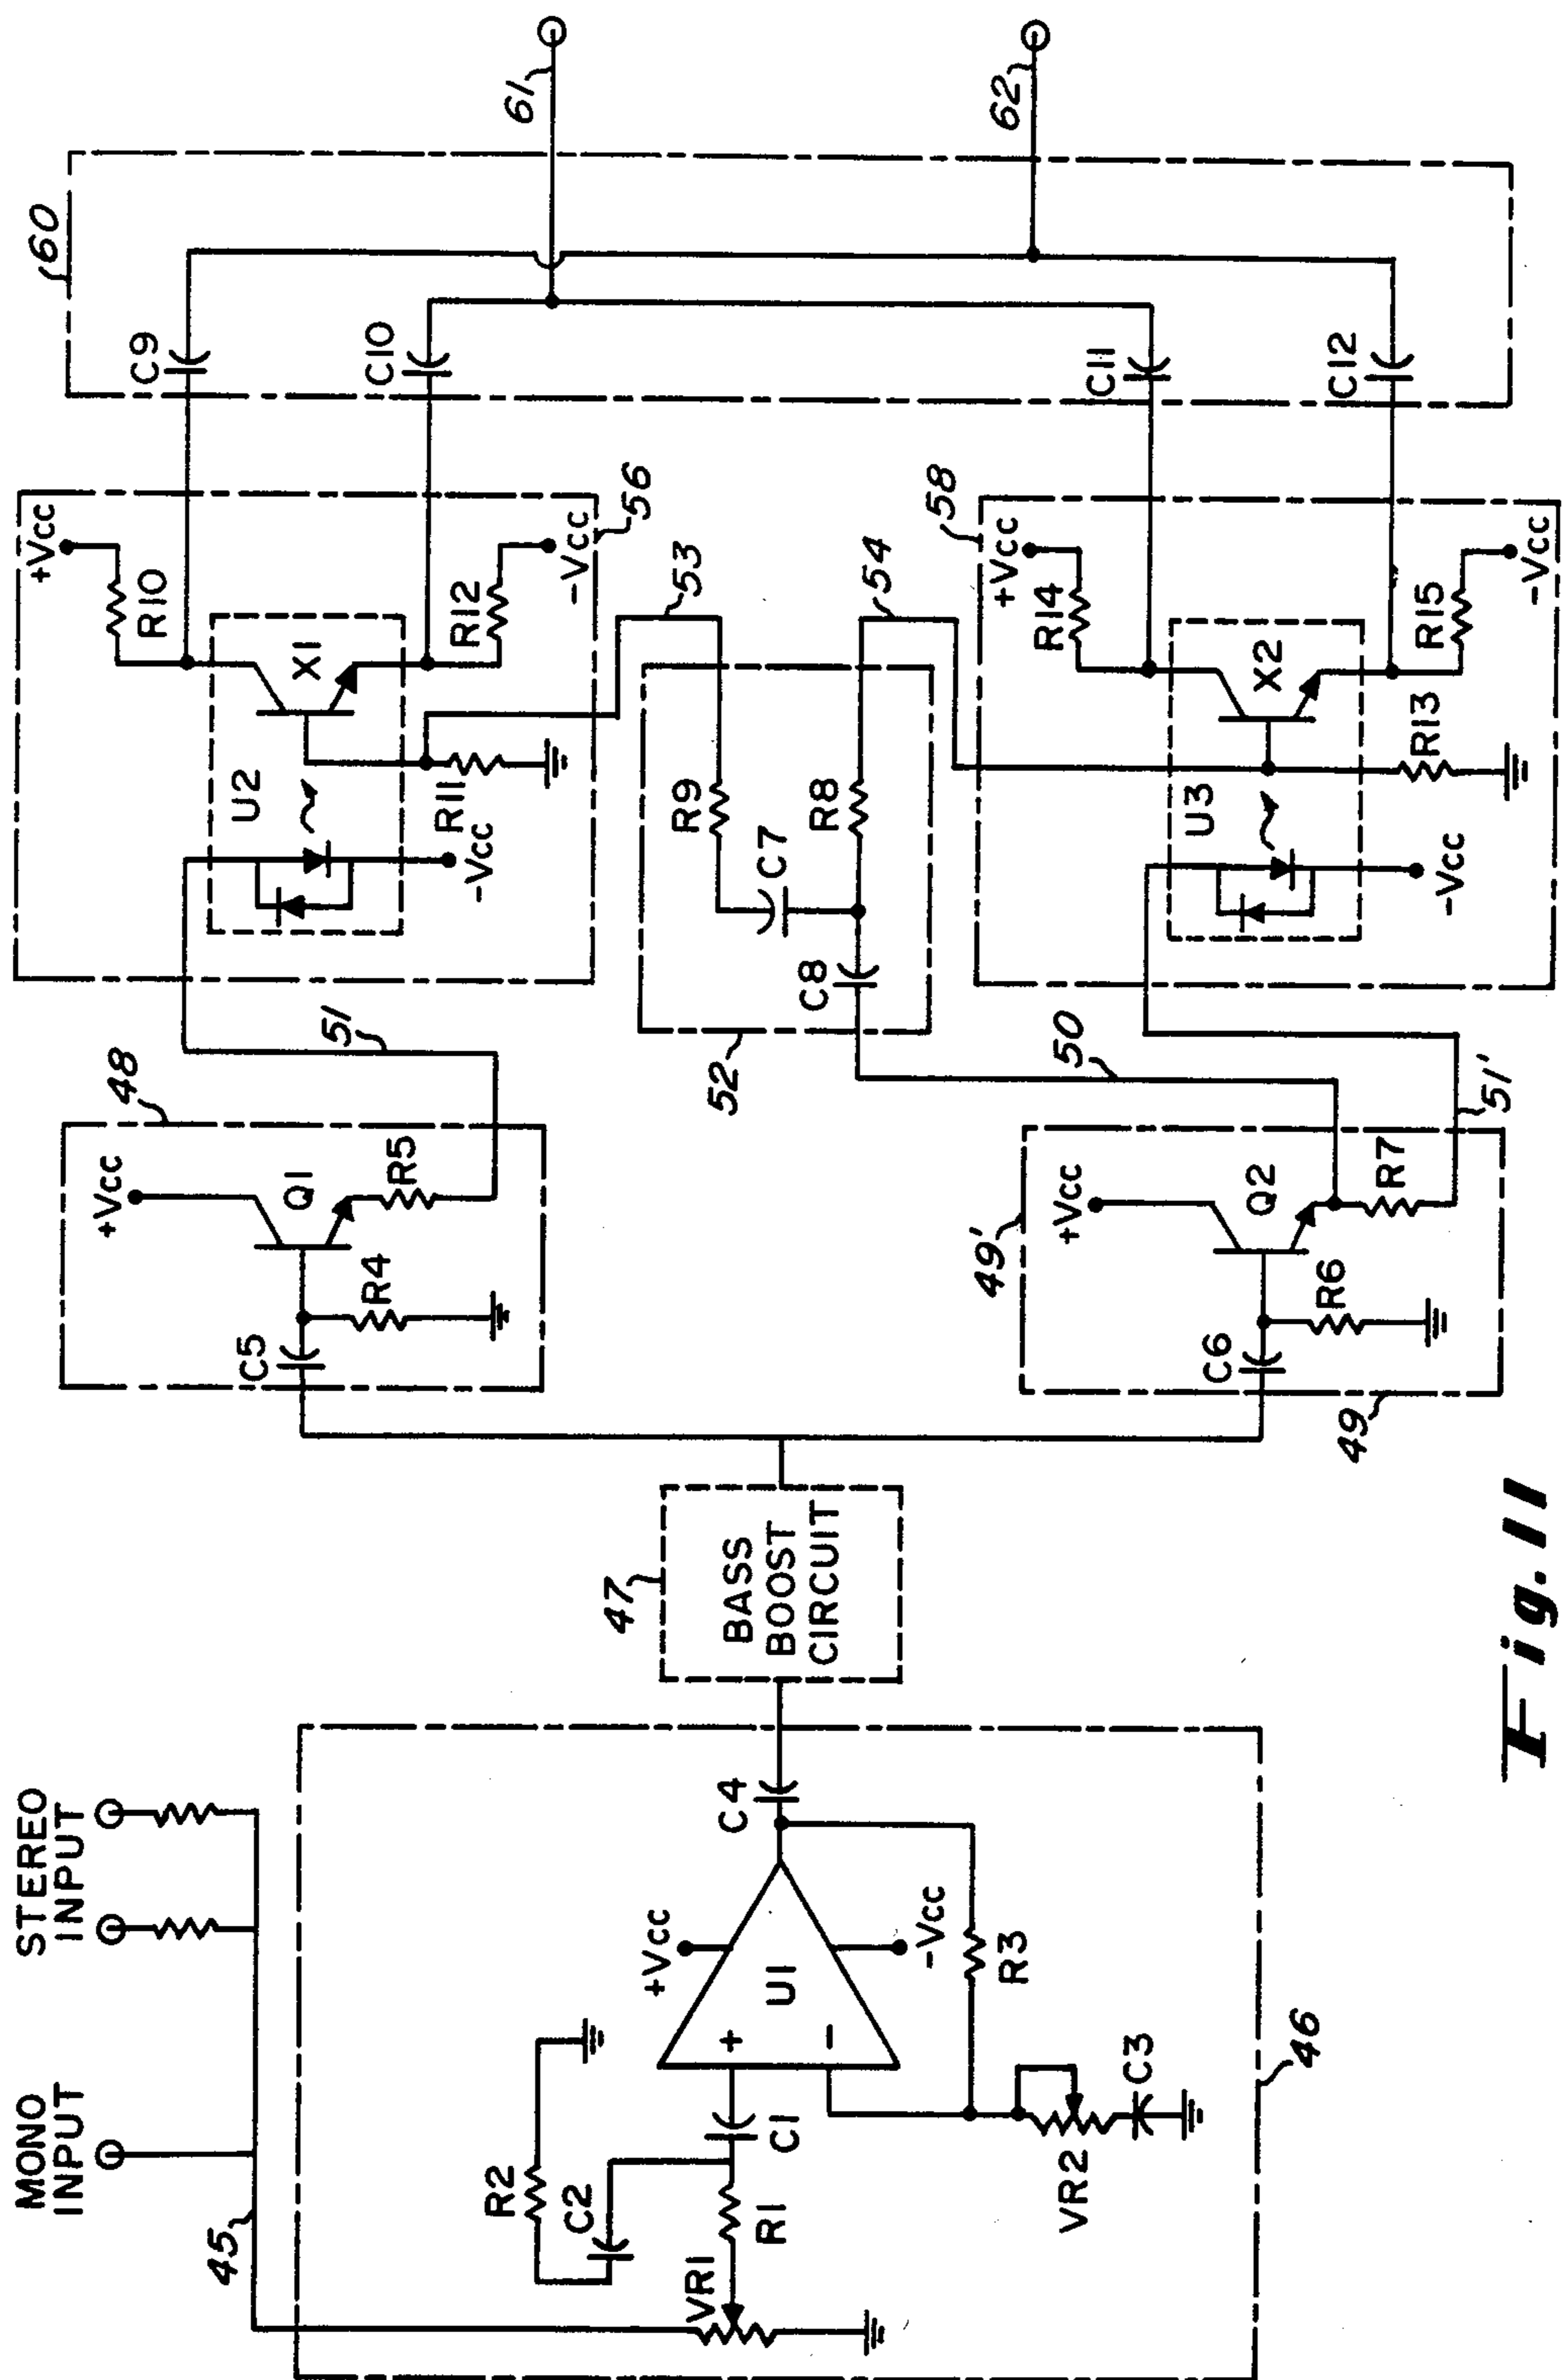 MONO
INPUT
STEREO
INPUT
45
VR1
R1
R2
C2
C1
+
−
U1
+Vcc
−Vcc
R3
VR2
C3
C4
46
47
BASS
BOOST
CIRCUIT
48
+Vcc
Q1
R5
R4
C5
51
49'
+Vcc
Q2
R7
R6
C6
49
50
51'
52
C8
C7
R9
R8
53
54
56
+Vcc
R10
X1
U2
R11
R12
−Vcc
−Vcc
58
+Vcc
R14
X2
U3
R13
R15
−Vcc
−Vcc
60
C9
C10
C11
C12
61
62
Fig. 11